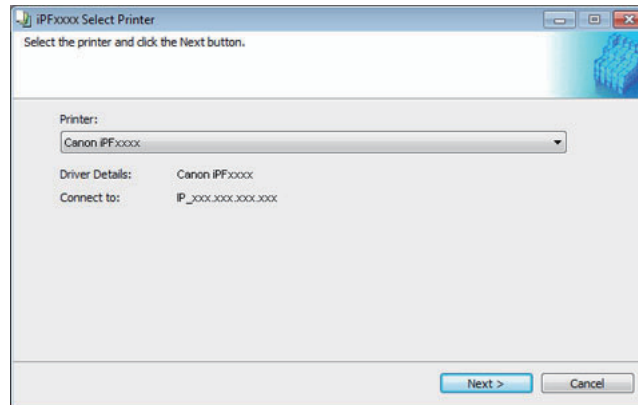 iPFxxxx Select Printer
Select the printer and click the Next button.
Printer:
Canon iPFxxxx
Driver Details: Canon iPFxxxx
Connect to: IP_xxx.xxx.xxx.xxx
Next > Cancel